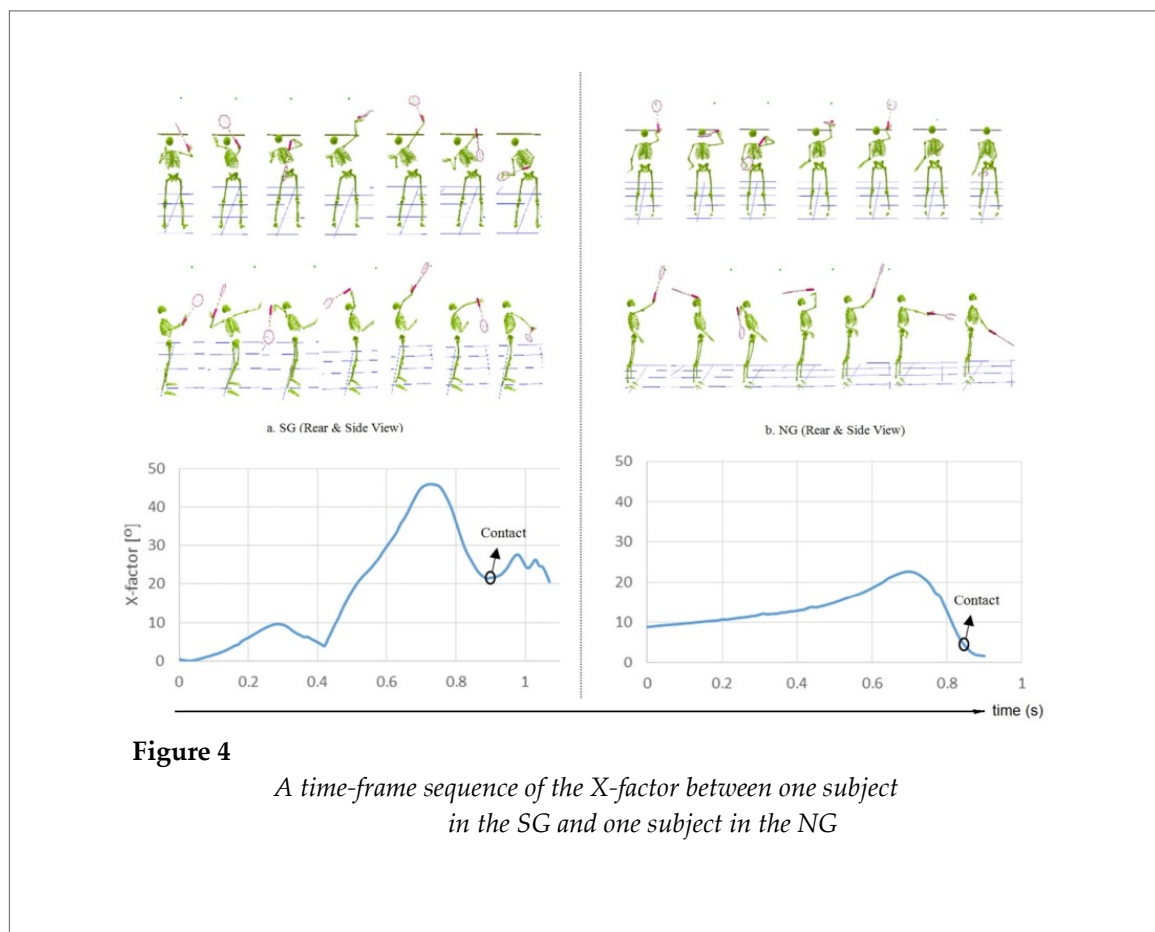 a. SG (Rear & Side View)
b. NG (Rear & Side View)
50
40
30
20
10
0
X-factor [º]
Contact
0
0.2
0.4
0.6
0.8
1
50
40
30
20
10
0
Contact
0
0.2
0.4
0.6
0.8
1
time (s)
Figure 4
A time-frame sequence of the X-factor between one subject
in the SG and one subject in the NG